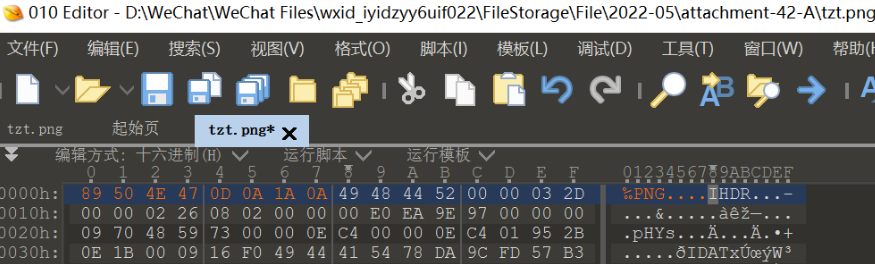 010 Editor - D:\WeChat\WeChat Files\wxid_iyidzyy6uif022\FileStorage\File\2022-05\attachment-42-A\tzt.png
文件(F) 编辑(E) 搜索(S) 视图(V) 格式(O) 脚本(I) 模板(L) 调试(D) 工具(T) 窗口(W) 帮助(H
tzt.png 起始页 tzt.png*
编辑方式: 十六进制(H) 运行脚本 运行模板
0 1 2 3 4 5 6 7 8 9 A B C D E F 0123456789ABCDEF
0000h: 89 50 4E 47 0D 0A 1A 0A 49 48 44 52 00 00 03 2D ‰PNG....IHDR...-
0010h: 00 00 02 26 08 02 00 00 00 E0 EA 9E 97 00 00 00 ...&.....àêž—...
0020h: 09 70 48 59 73 00 00 0E C4 00 00 0E C4 01 95 2B .pHYs...Ä...Ä.•+
0030h: 0E 1B 00 09 16 F0 49 44 41 54 78 DA 9C FD 57 B3 .....ðIDATxÚœýW³